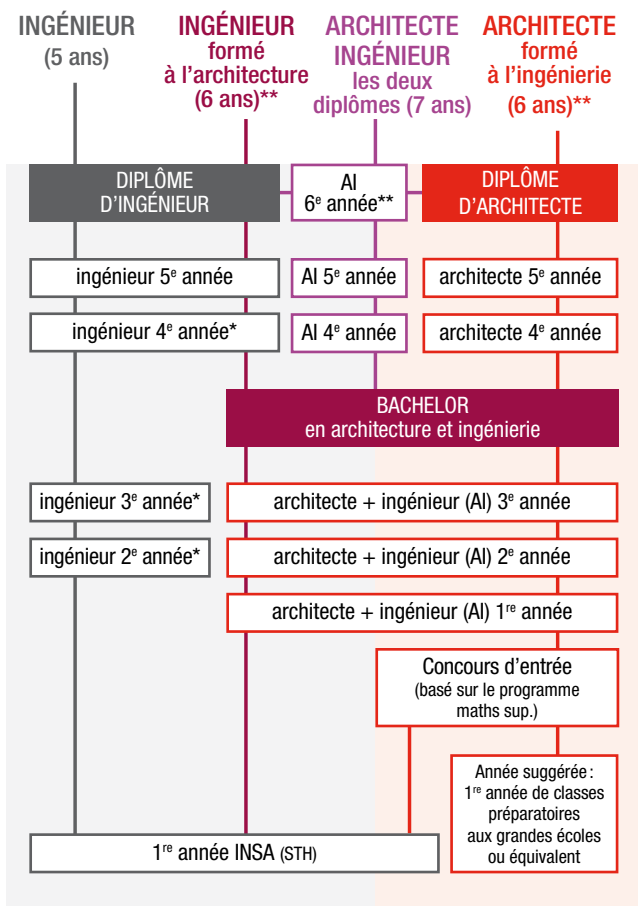 INGÉNIEUR
(5 ans)
INGÉNIEUR
formé
à l'architecture
(6 ans)**
ARCHITECTE
INGÉNIEUR
les deux
diplômes (7 ans)
ARCHITECTE
formé
à l'ingénierie
(6 ans)**
DIPLÔME
D'INGÉNIEUR
AI
6e année**
DIPLÔME
D'ARCHITECTE
ingénieur 5e année
AI 5e année
architecte 5e année
ingénieur 4e année*
AI 4e année
architecte 4e année
BACHELOR
en architecture et ingénierie
ingénieur 3e année*
architecte + ingénieur (AI) 3e année
ingénieur 2e année*
architecte + ingénieur (AI) 2e année
architecte + ingénieur (AI) 1re année
Concours d'entrée
(basé sur le programme
maths sup.)
Année suggérée :
1re année de classes
préparatoires
aux grandes écoles
ou équivalent
1re année INSA (STH)